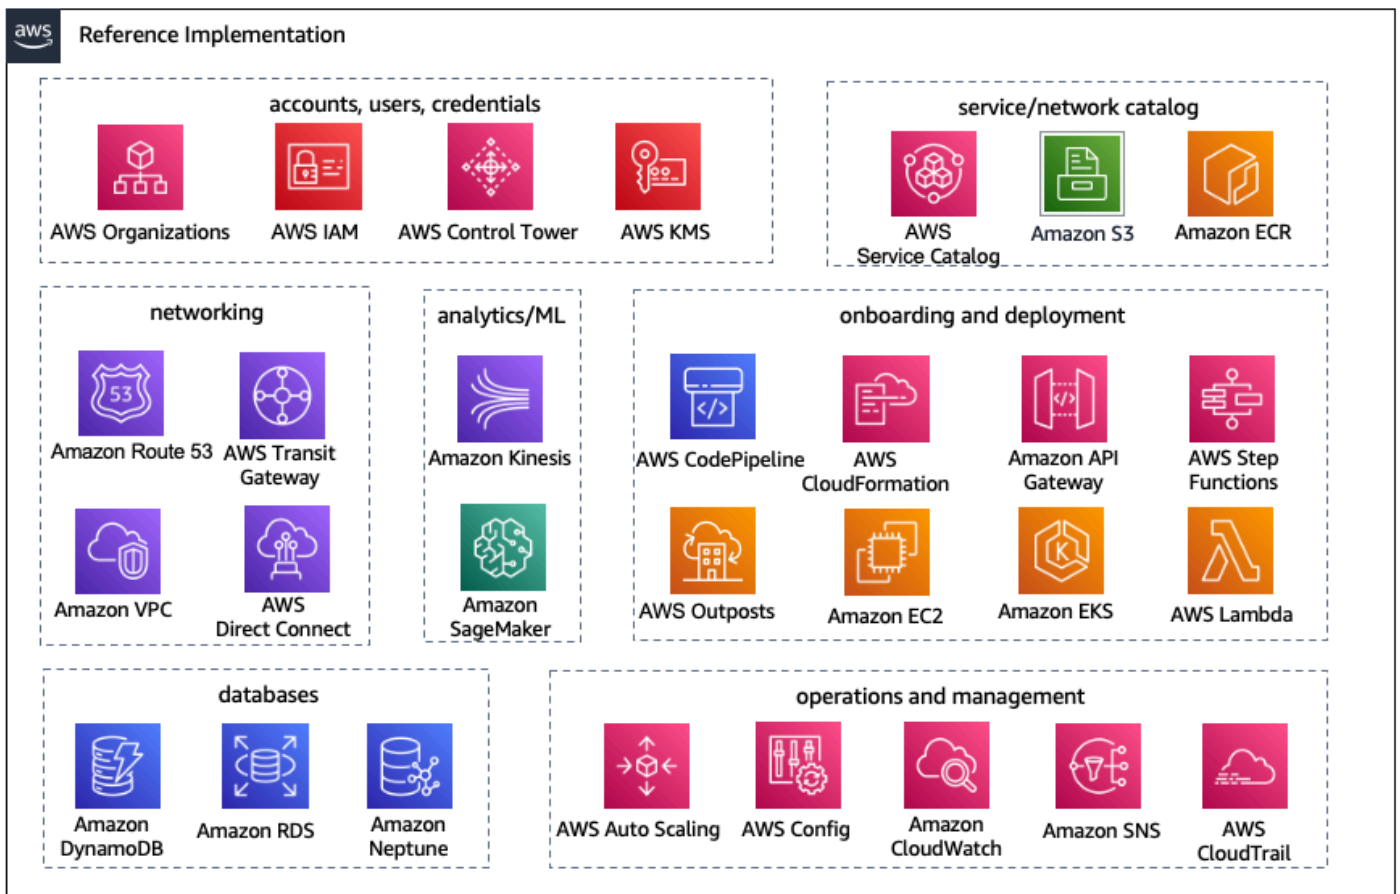 aws
Reference Implementation
accounts, users, credentials
AWS Organizations
AWS IAM
AWS Control Tower
AWS KMS
service/network catalog
AWS
Service Catalog
Amazon S3
Amazon ECR
networking
53
Amazon Route 53
AWS Transit
Gateway
Amazon VPC
AWS
Direct Connect
analytics/ML
Amazon Kinesis
Amazon
SageMaker
onboarding and deployment
</>
AWS CodePipeline
AWS
CloudFormation
</>
Amazon API
Gateway
AWS Step
Functions
AWS Outposts
Amazon EC2
K
Amazon EKS
AWS Lambda
databases
Amazon
DynamoDB
Amazon RDS
Amazon
Neptune
operations and management
AWS Auto Scaling
AWS Config
Amazon
CloudWatch
Amazon SNS
AWS
CloudTrail